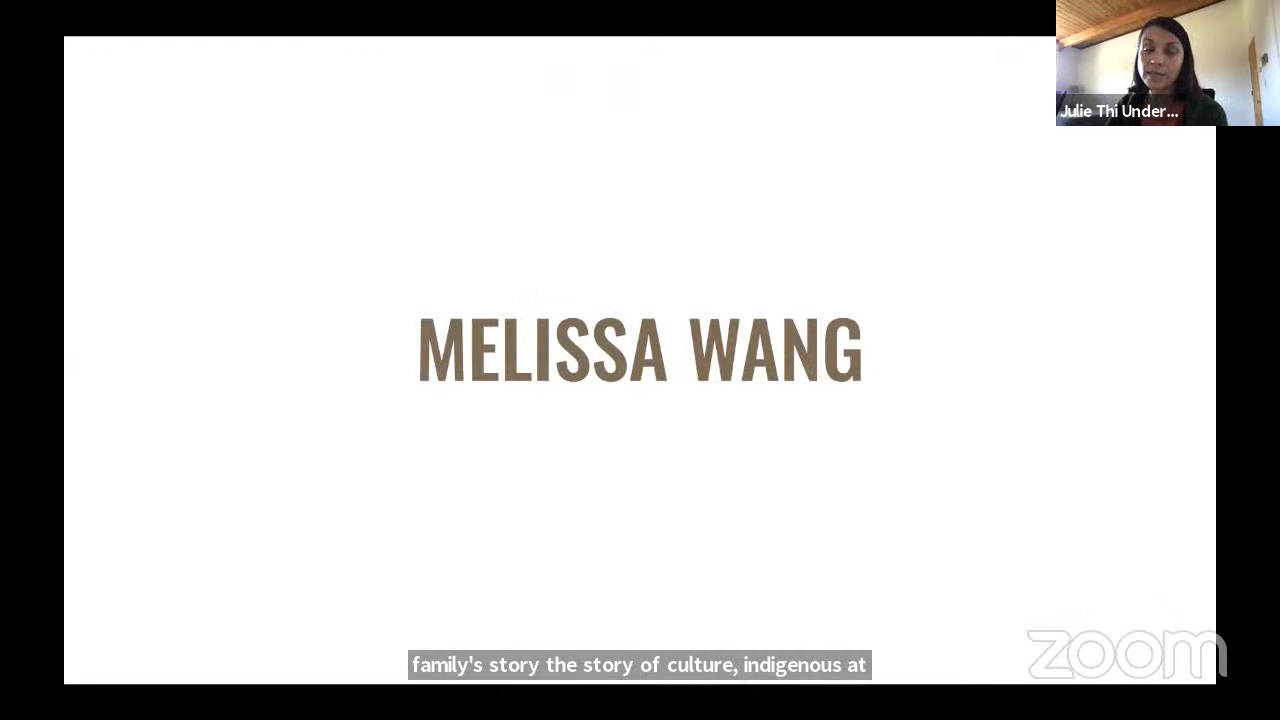 Julie Thi Under...
MELISSA WANG
family's story the story of culture, indigenous at
zoom